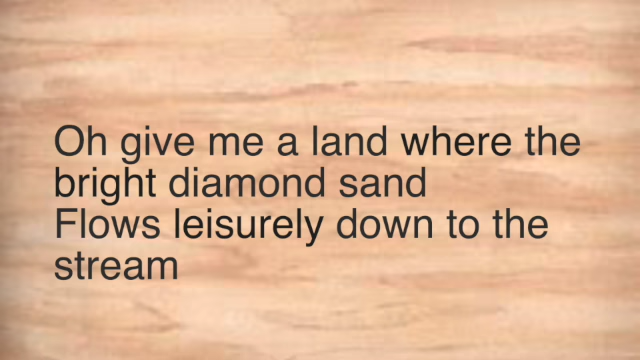 Oh give me a land where the
bright diamond sand
Flows leisurely down to the
stream